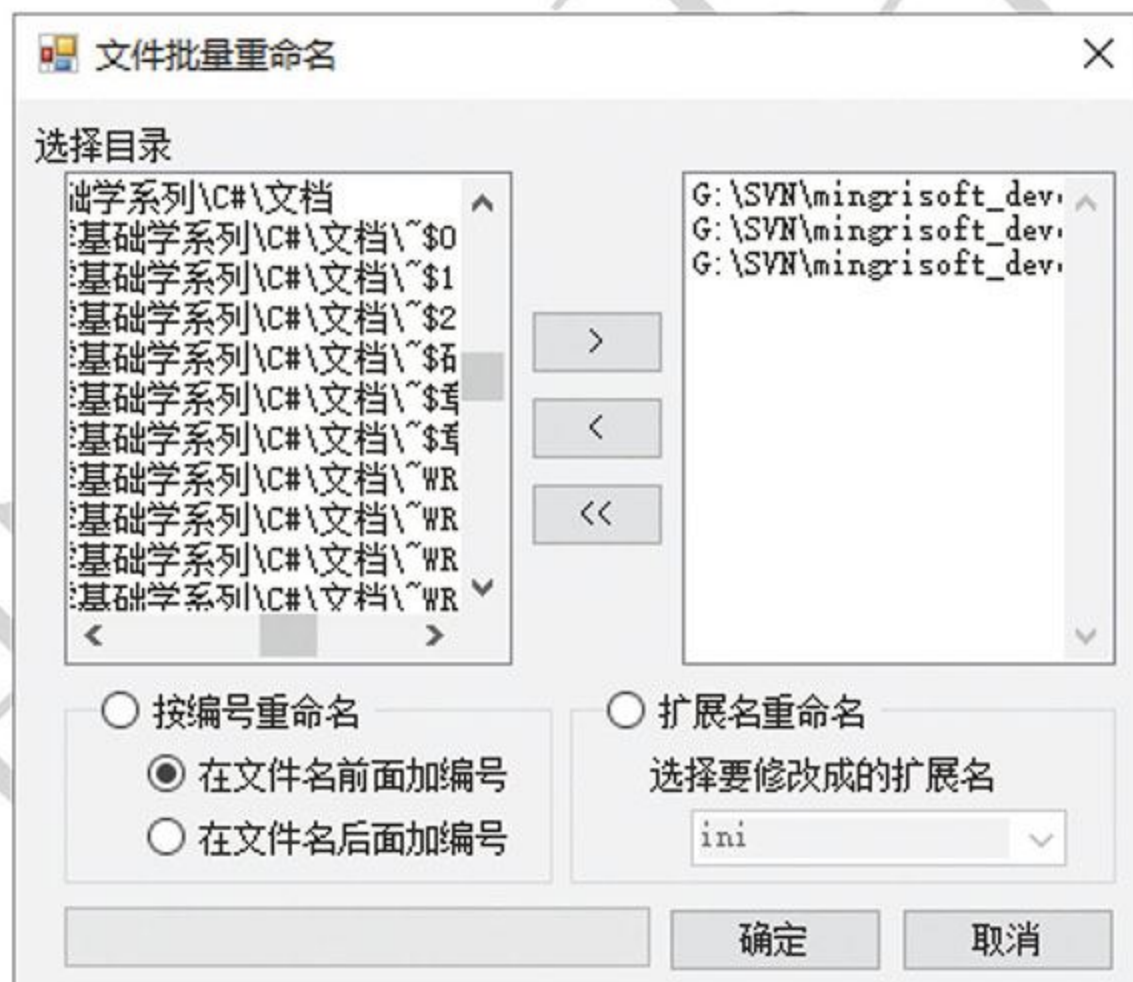 文件批量重命名
选择目录
础学系列\C#\文档
基础学系列\C#\文档\~$0
基础学系列\C#\文档\~$1
基础学系列\C#\文档\~$2
基础学系列\C#\文档\~$
基础学系列\C#\文档\~$
基础学系列\C#\文档\~$
基础学系列\C#\文档\~WR
基础学系列\C#\文档\~WR
基础学系列\C#\文档\~WR
基础学系列\C#\文档\~WR
G:\SVN\mingrisoft_dev
G:\SVN\mingrisoft_dev
G:\SVN\mingrisoft_dev
>
<
<<
按编号重命名
在文件名前面加编号
在文件名后面加编号
扩展名重命名
选择要修改成的扩展名
ini
确定
取消